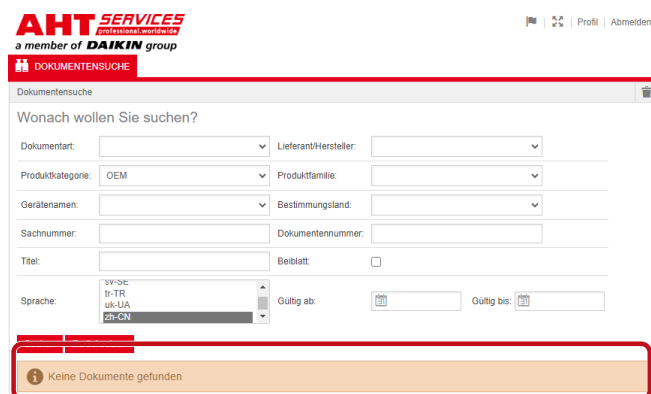 AHT SERVICES
professional.worldwide
a member of DAIKIN group
Profil | Abmelden
DOKUMENTENSUCHE
Dokumentensuche
Wonach wollen Sie suchen?
Dokumentart: Lieferant/Hersteller:
Produktkategorie: OEM Produktfamilie:
Gerätenamen: Bestimmungsland:
Sachnummer: Dokumentennummer:
Titel: Beiblatt:
sv-SE
tr-TR
Sprache: uk-UA Gültig ab: Gültig bis:
zh-CN
Keine Dokumente gefunden